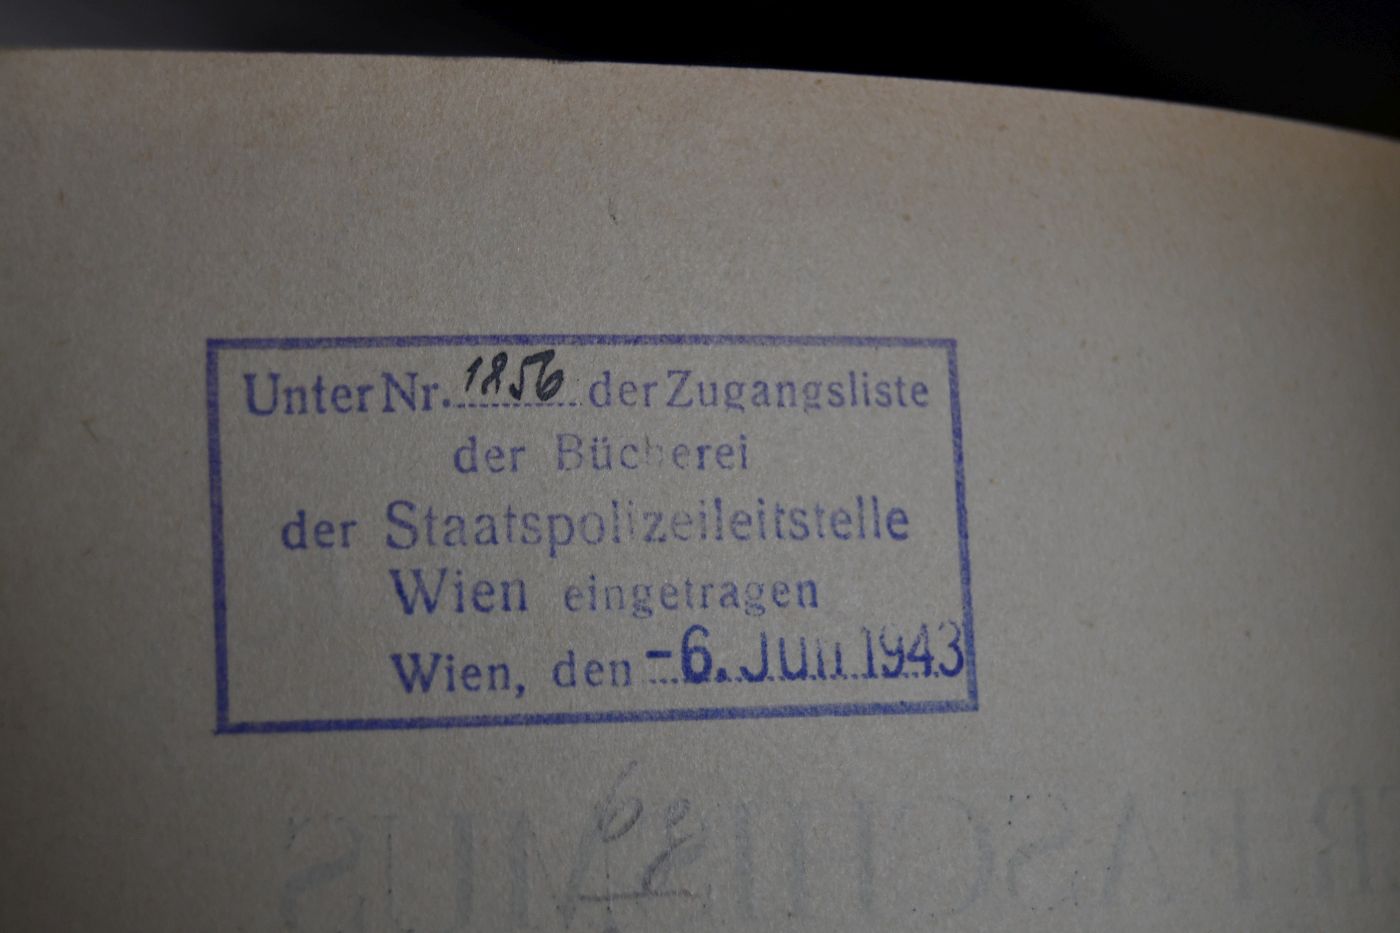 Unter Nr. 1856 der Zugangsliste
der Bücherei
der Staatspolizeileitstelle
Wien eingetragen
Wien, den -6. Juni 1943